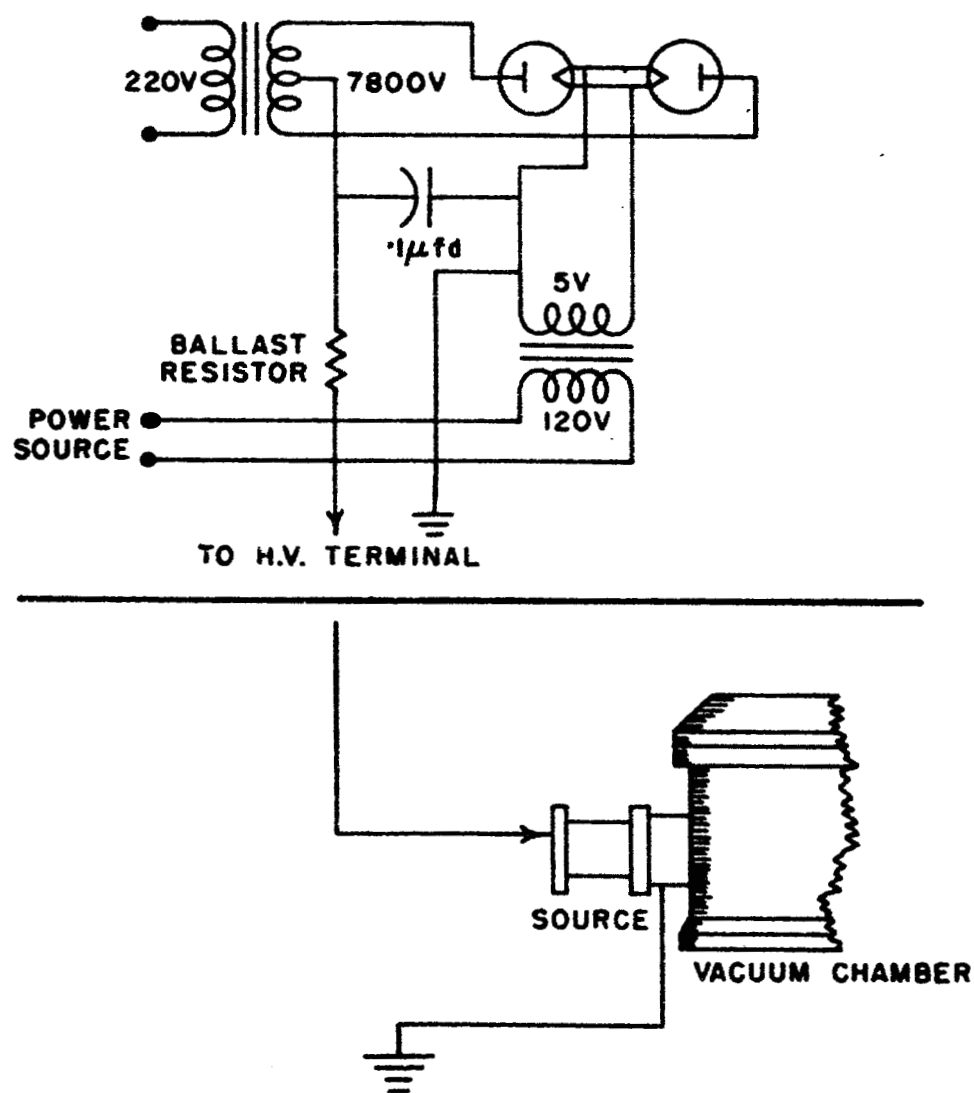 220V
7800V
·1μfd
5V
BALLAST
RESISTOR
120V
POWER
SOURCE
TO H.V. TERMINAL
SOURCE
VACUUM CHAMBER